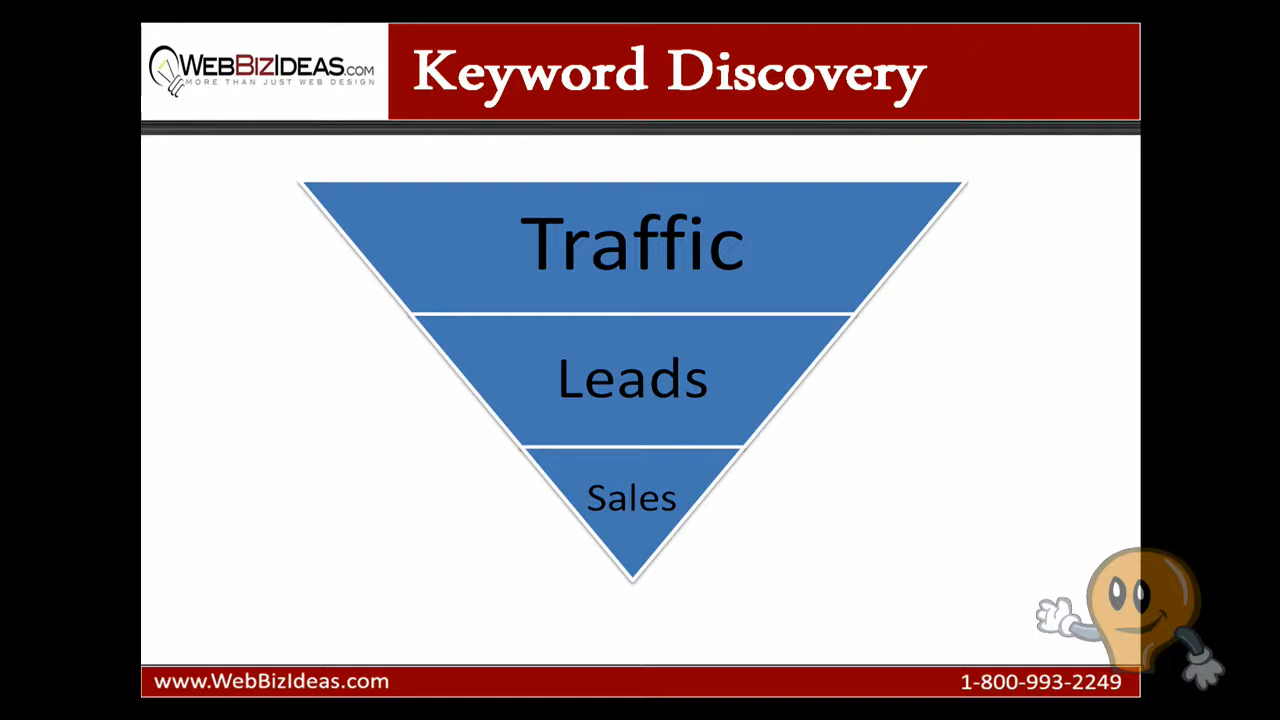 WEBBIZIDEAS.COM
MORE THAN JUST WEB DESIGN
Keyword Discovery
Traffic
Leads
Sales
www.WebBizIdeas.com
1-800-993-2249